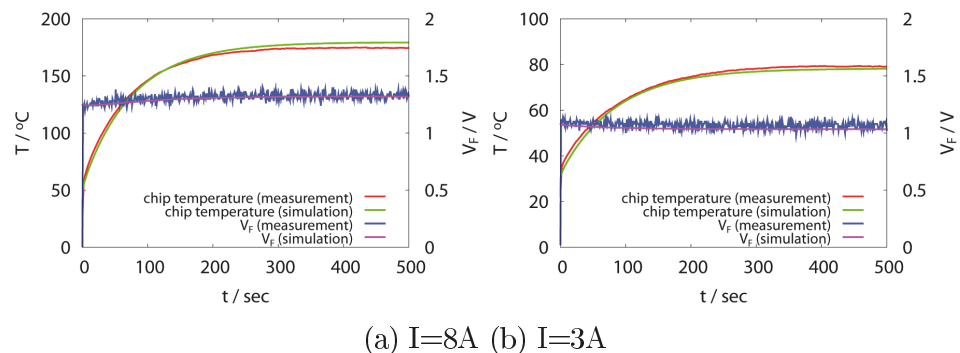 200
150
100
50
0
T / °C
2
1.5
1
0.5
0
V_F / V
chip temperature (measurement)
chip temperature (simulation)
V_F (measurement)
V_F (simulation)
0 100 200 300 400 500
t / sec
100
80
60
40
20
0
T / °C
2
1.5
1
0.5
0
V_F / V
chip temperature (measurement)
chip temperature (simulation)
V_F (measurement)
V_F (simulation)
0 100 200 300 400 500
t / sec
(a) I=8A (b) I=3A